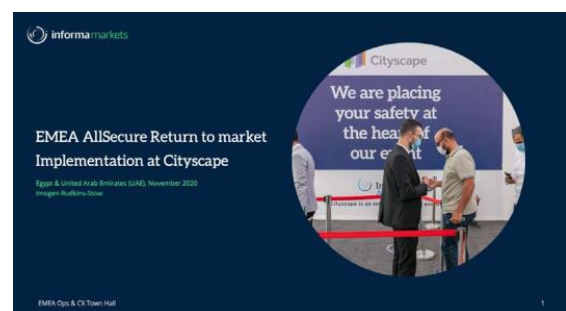 informa markets
EMEA AllSecure Return to market
Implementation at Cityscape
Egypt & United Arab Emirates (UAE), November 2020
Imogen Rudkins-Stow
Cityscape
We are placing
your safety at
the heart of
our event
EMEA Ops & CX Town Hall
1